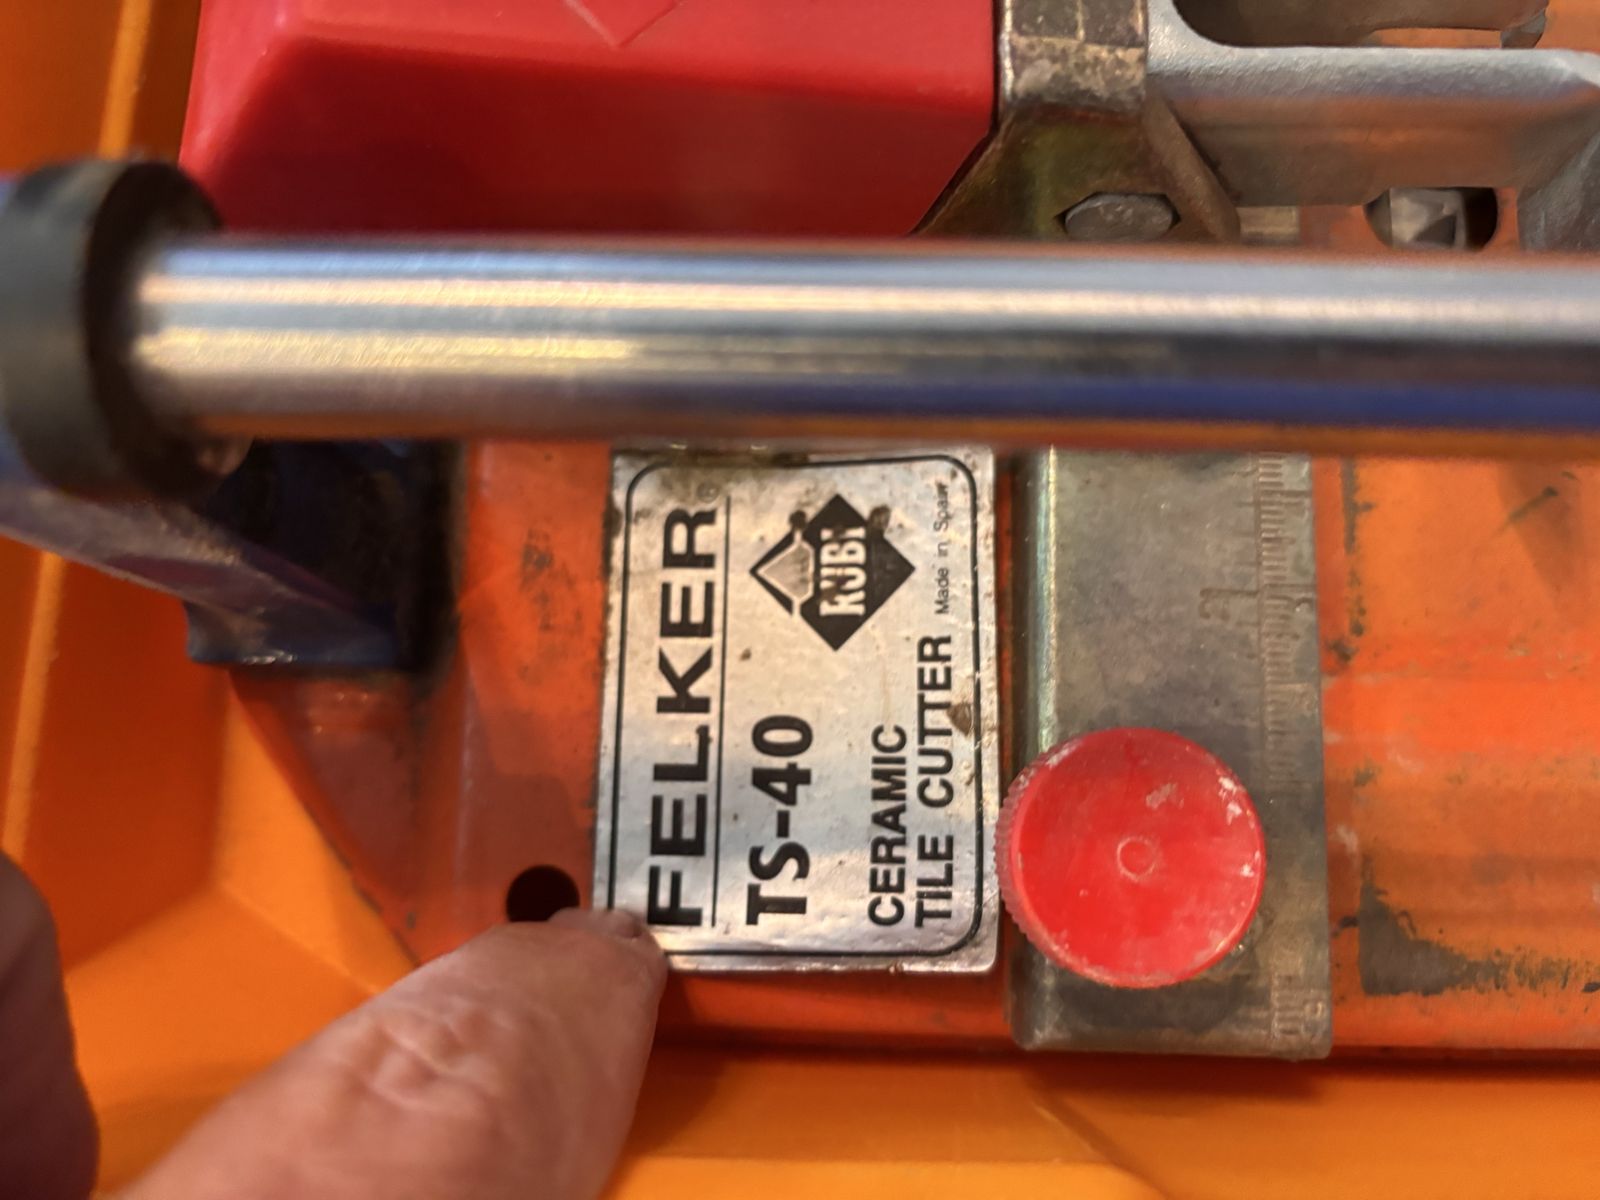 FELKER®
TS-40
RUBI
CERAMIC
TILE CUTTER
Made in Spain